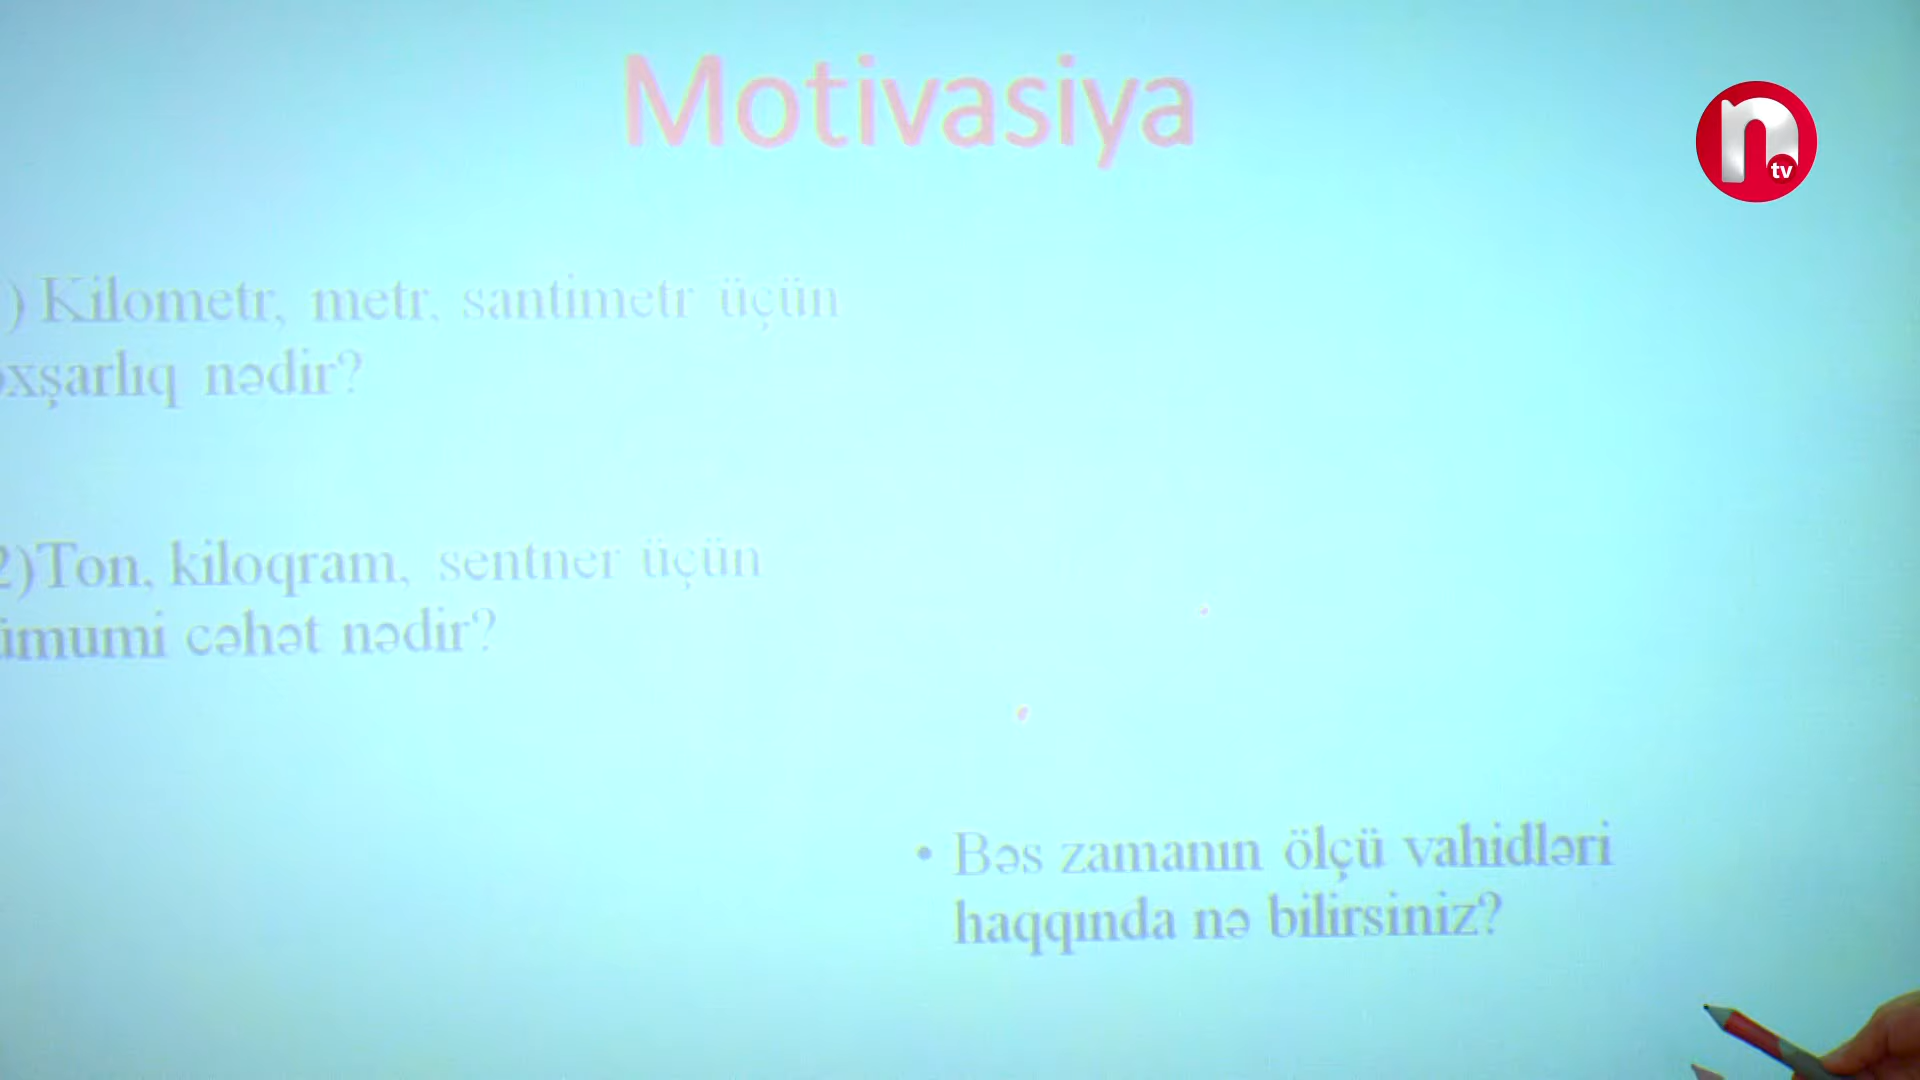 Motivasiya
n tv
) Kilometr, metr, santimetr üçün
oxşarlıq nədir?
2)Ton, kiloqram, sentner üçün
ümumi cəhət nədir?
• Bəs zamanın ölçü vahidləri
haqqında nə bilirsiniz?